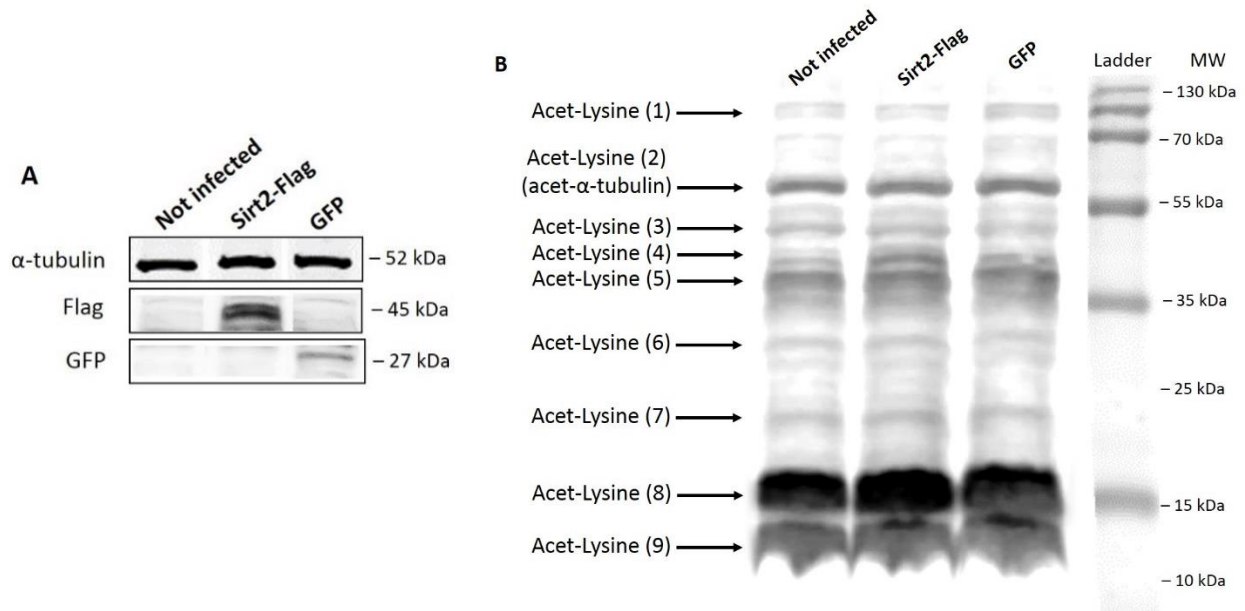 A
Not infected
Sirt2-Flag
GFP
α-tubulin
– 52 kDa
Flag
– 45 kDa
GFP
– 27 kDa
B
Not infected
Sirt2-Flag
GFP
Ladder
MW
Acet-Lysine (1)
Acet-Lysine (2)
(acet-α-tubulin)
Acet-Lysine (3)
Acet-Lysine (4)
Acet-Lysine (5)
Acet-Lysine (6)
Acet-Lysine (7)
Acet-Lysine (8)
Acet-Lysine (9)
– 130 kDa
– 70 kDa
– 55 kDa
– 35 kDa
– 25 kDa
– 15 kDa
– 10 kDa